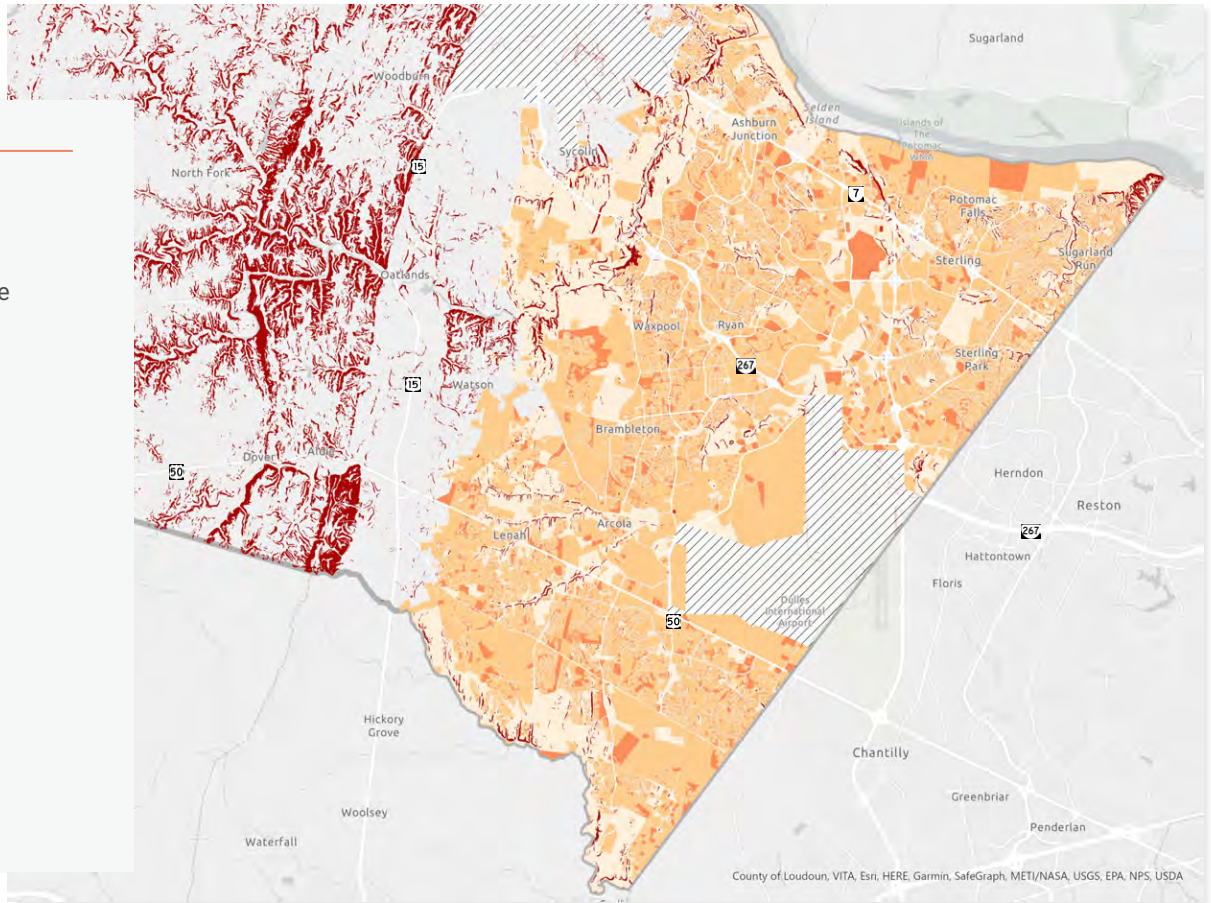 Sugarland
Woodburn
Selden
Island
Islands of
The
Potomac
WMA
Ashburn
Junction
Sycolin
15
North Fork
7
Potomac
Falls
e
Oatlands
Sterling
Sugarland
Run
Waxpool
Ryan
267
Sterling
Park
15
Watson
Brambleton
Dover
Aldie
50
Herndon
Reston
Lenah
Arcola
267
Hattontown
Floris
Dulles
International
Airport
50
Hickory
Grove
Chantilly
Woolsey
Greenbriar
Penderlan
Waterfall
County of Loudoun, VITA, Esri, HERE, Garmin, SafeGraph, METI/NASA, USGS, EPA, NPS, USDA